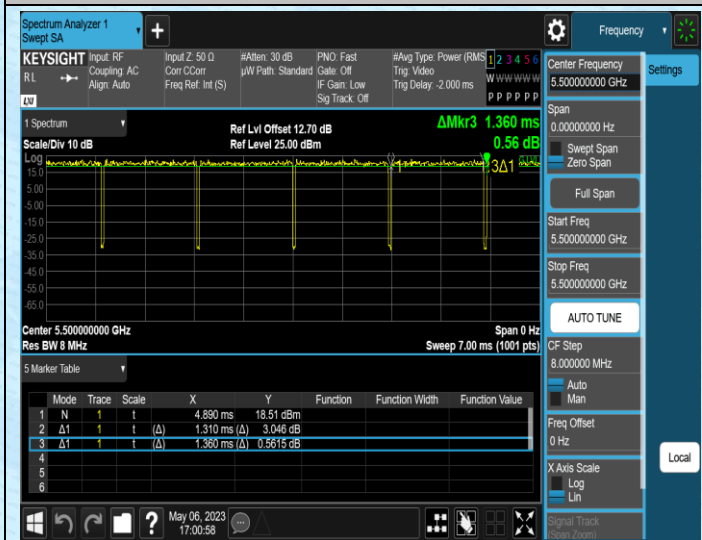 Spectrum Analyzer 1
Swept SA
+
Frequency
KEYSIGHT
RL
LXI
Input: RF
Coupling: AC
Align: Auto
Input Z: 50 Ω
Corr CCorr
Freq Ref: Int (S)
#Atten: 30 dB
µW Path: Standard
PNO: Fast
Gate: Off
IF Gain: Low
Sig Track: Off
#Avg Type: Power (RMS
Trig: Video
Trig Delay: -2.000 ms
1 2 3 4 5 6
W W W W W W
P P P P P P
1 Spectrum
Scale/Div 10 dB
Ref Lvl Offset 12.70 dB
Ref Level 25.00 dBm
ΔMkr3 1.360 ms
0.56 dB
Log
15.0
5.00
-5.00
-15.0
-25.0
-35.0
-45.0
-55.0
-65.0
1
3Δ1
Center 5.500000000 GHz
Res BW 8 MHz
Span 0 Hz
Sweep 7.00 ms (1001 pts)
5 Marker Table
Mode Trace Scale X Y Function Function Width Function Value
1 N 1 t 4.890 ms 18.51 dBm
2 Δ1 1 t (Δ) 1.310 ms (Δ) 3.046 dB
3 Δ1 1 t (Δ) 1.360 ms (Δ) 0.5615 dB
4
5
6
?
May 06, 2023
17:00:58
Center Frequency
5.500000000 GHz
Settings
Span
0.00000000 Hz
Swept Span
Zero Span
Full Span
Start Freq
5.500000000 GHz
Stop Freq
5.500000000 GHz
AUTO TUNE
CF Step
8.000000 MHz
Auto
Man
Freq Offset
0 Hz
X Axis Scale
Log
Lin
Local
Signal Track
(Span Zoom)